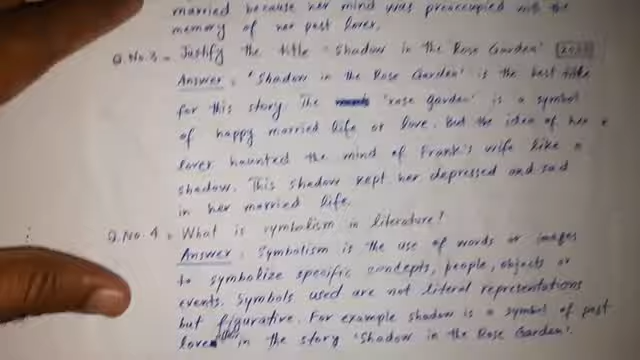 married because her mind was preoccupied with the
memory of her past lover.
Q.No.3 = Justify the title 'Shadow in the Rose Garden'
Answer: 'Shadow in the Rose Garden' is the best title
for this story The 'rose garden' is a symbol
of happy married life or love. But the idea of her
lover haunted the mind of Frank's wife like a
shadow. This shadow kept her depressed and sad
in her married life.
Q.No.4 = What is symbolism in literature?
Answer: Symbolism is the use of words or images
to symbolize specific concepts, people, objects or
events. Symbols used are not literal representations
but figurative. For example shadow is a symbol of past
love in the story 'Shadow in the Rose Garden'.